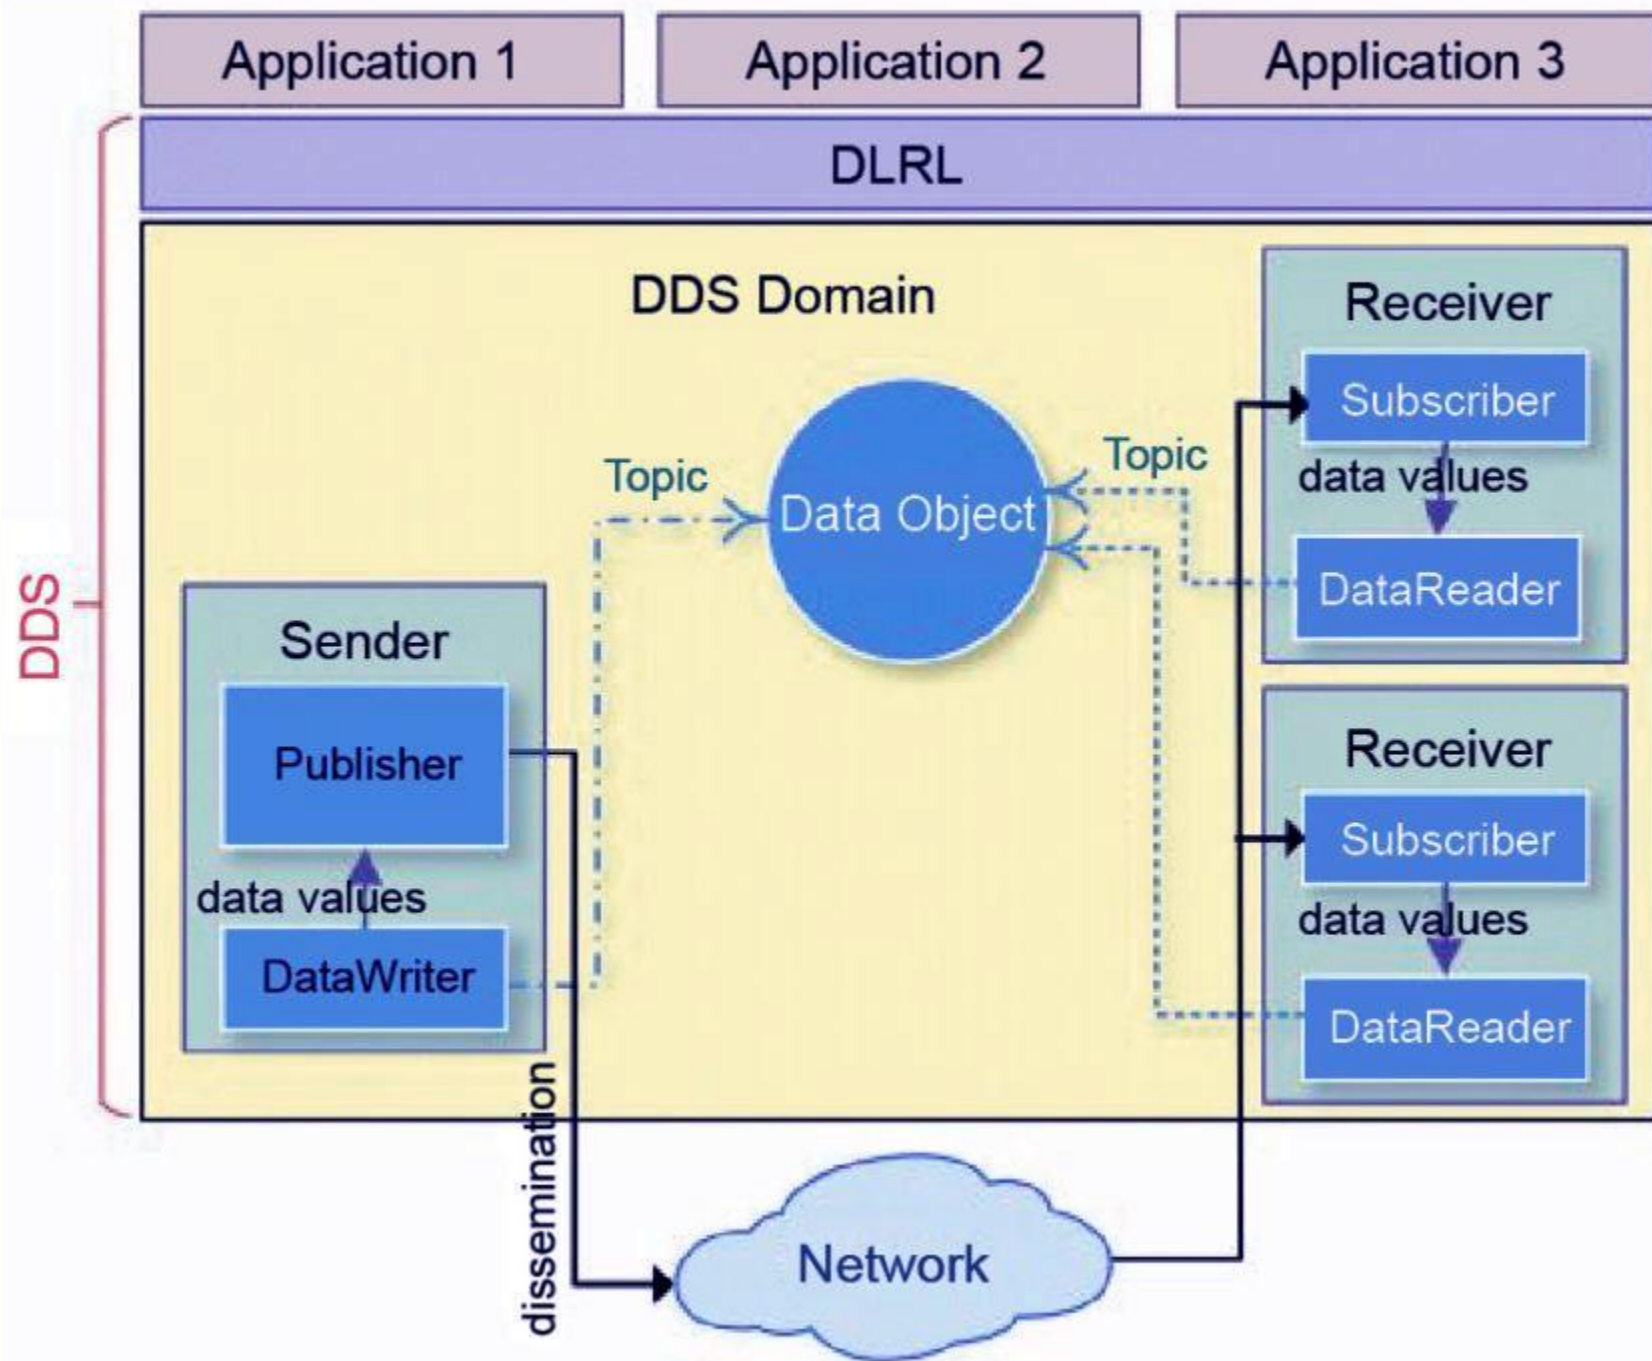 Application 1
Application 2
Application 3
DLRL
DDS
DDS Domain
Sender
Publisher
data values
DataWriter
Topic
Data Object
Topic
Receiver
Subscriber
data values
DataReader
Receiver
Subscriber
data values
DataReader
dissemination
Network